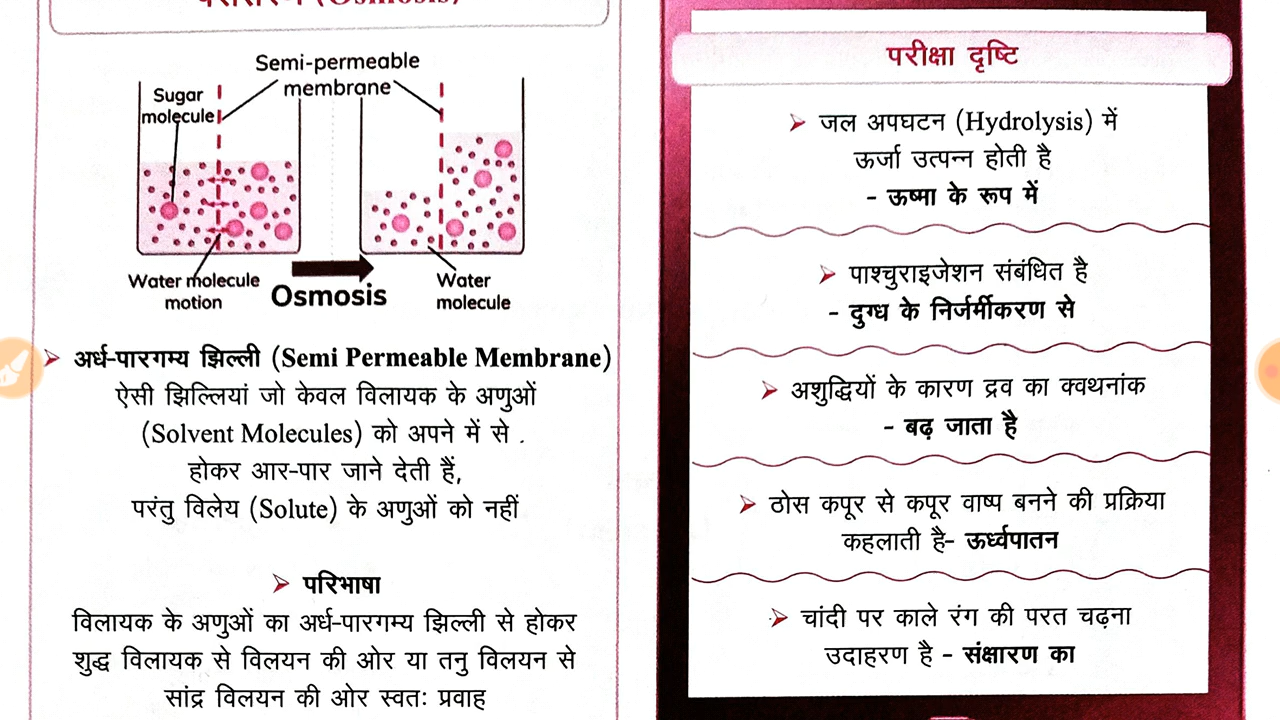 (Osmosis)
Semi-permeable
membrane
Sugar
molecule
Water molecule
motion
Osmosis
Water
molecule
➤ अर्ध-पारगम्य झिल्ली (Semi Permeable Membrane)
ऐसी झिल्लियां जो केवल विलायक के अणुओं
(Solvent Molecules) को अपने में से
होकर आर-पार जाने देती हैं,
परंतु विलेय (Solute) के अणुओं को नहीं
➤ परिभाषा
विलायक के अणुओं का अर्ध-पारगम्य झिल्ली से होकर
शुद्ध विलायक से विलयन की ओर या तनु विलयन से
सांद्र विलयन की ओर स्वतः प्रवाह
परीक्षा दृष्टि
➤ जल अपघटन (Hydrolysis) में
ऊर्जा उत्पन्न होती है
- ऊष्मा के रूप में
➤ पाश्चुराइजेशन संबंधित है
- दुग्ध के निर्जर्मीकरण से
➤ अशुद्धियों के कारण द्रव का क्वथनांक
- बढ़ जाता है
➤ ठोस कपूर से कपूर वाष्प बनने की प्रक्रिया
कहलाती है- ऊर्ध्वपातन
➤ चांदी पर काले रंग की परत चढ़ना
उदाहरण है - संक्षारण का